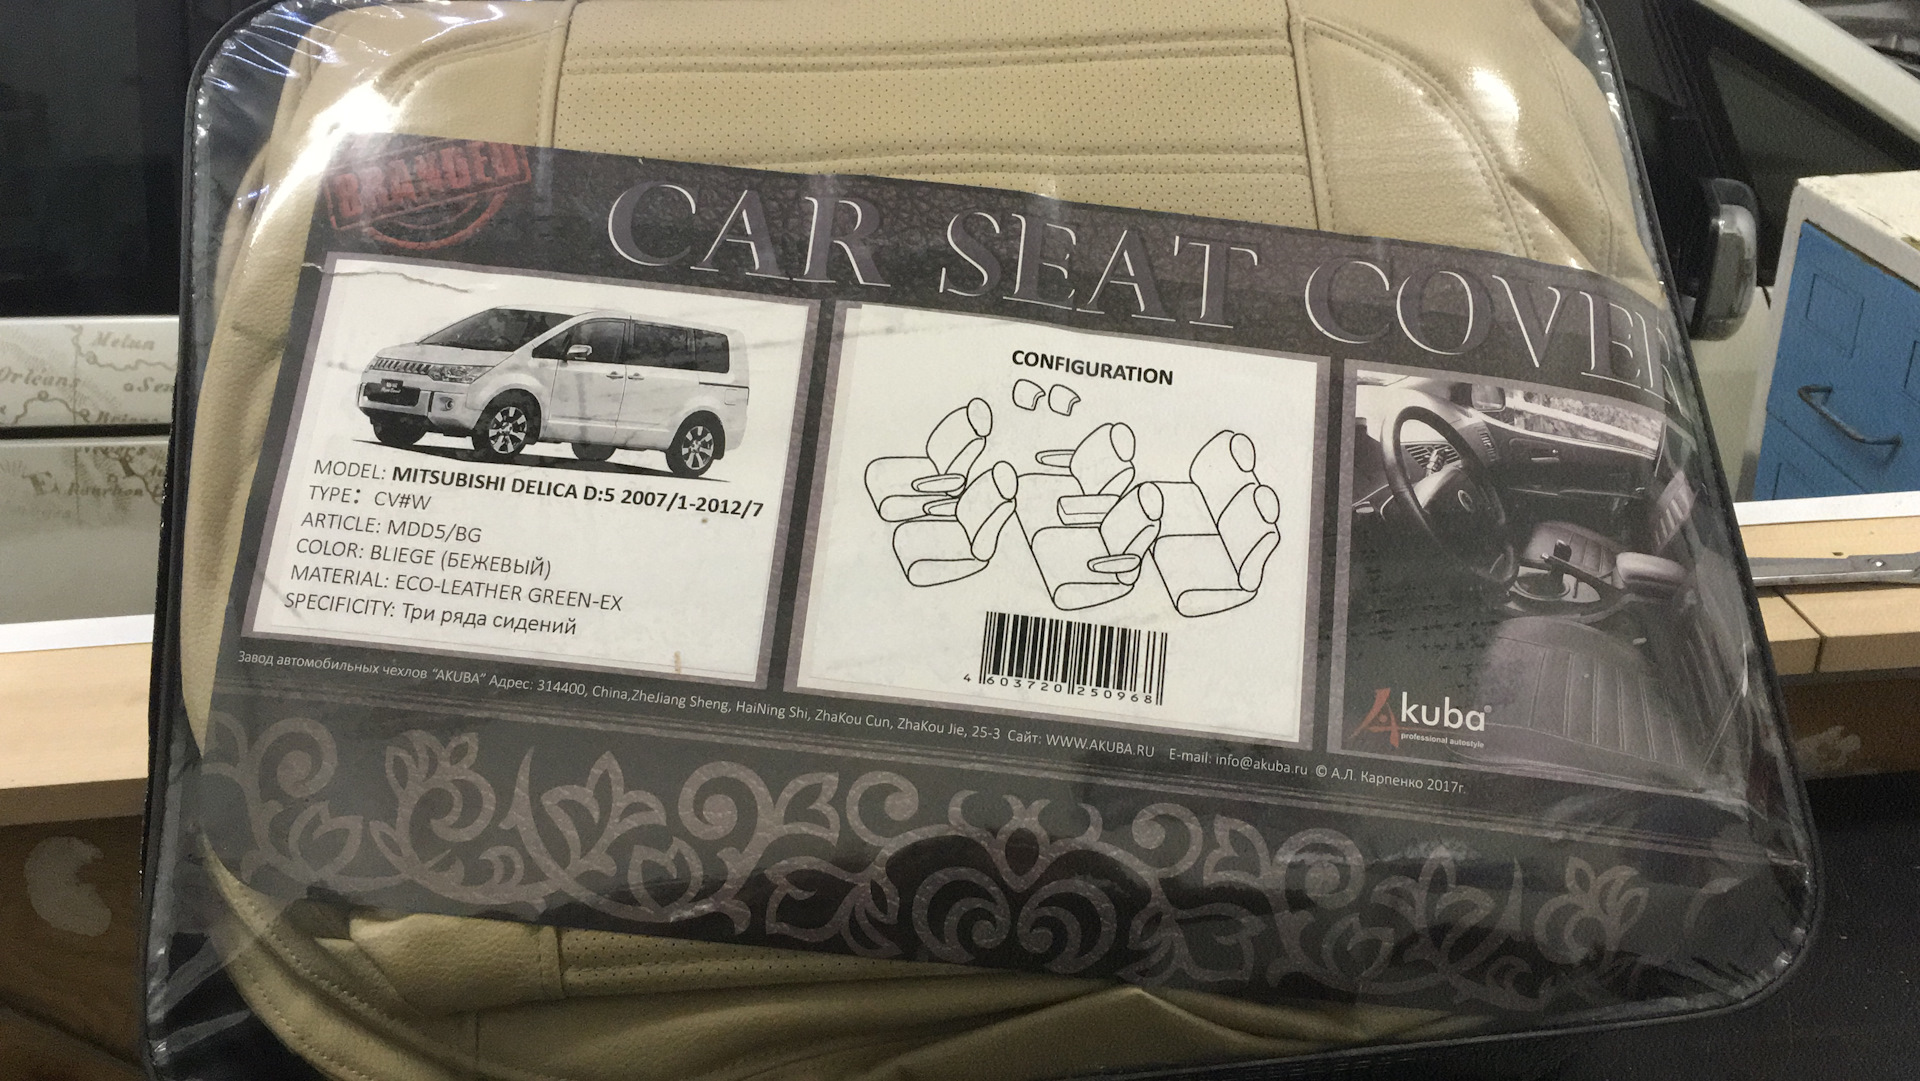 BRANDED
CAR SEAT COVER
MODEL: MITSUBISHI DELICA D:5 2007/1-2012/7
TYPE: CV#W
ARTICLE: MDD5/BG
COLOR: BLIEGE (БЕЖЕВЫЙ)
MATERIAL: ECO-LEATHER GREEN-EX
SPECIFICITY: Три ряда сидений
CONFIGURATION
4 603720 250968
Akuba®
professional autostyle
Завод автомобильных чехлов "AKUBA" Адрес: 314400, China,ZheJiang Sheng, HaiNing Shi, ZhaKou Cun, ZhaKou Jie, 25-3 Сайт: WWW.AKUBA.RU E-mail: info@akuba.ru © А.Л. Карпенко 2017г.
Melun
Orléans
Sen